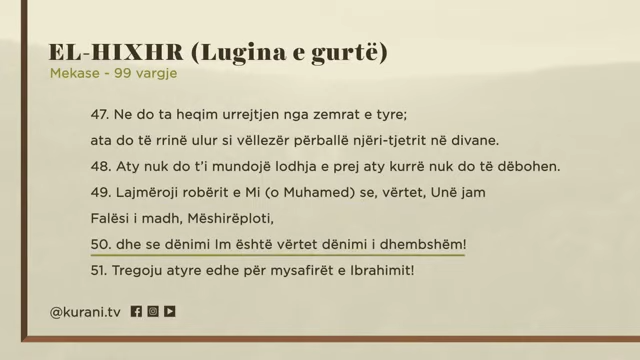 EL-HIXHR (Lugina e gurtë)
Mekase - 99 vargje
47. Ne do ta heqim urrejtjen nga zemrat e tyre;
ata do të rrinë ulur si vëllezër përballë njëri-tjetrit në divane.
48. Aty nuk do t’i mundojë lodhja e prej aty kurrë nuk do të dëbohen.
49. Lajmëroji robërit e Mi (o Muhamed) se, vërtet, Unë jam
Falësi i madh, Mëshirëploti,
50. dhe se dënimi Im është vërtet dënimi i dhembshëm!
51. Tregoju atyre edhe për mysafirët e Ibrahimit!
@kurani.tv